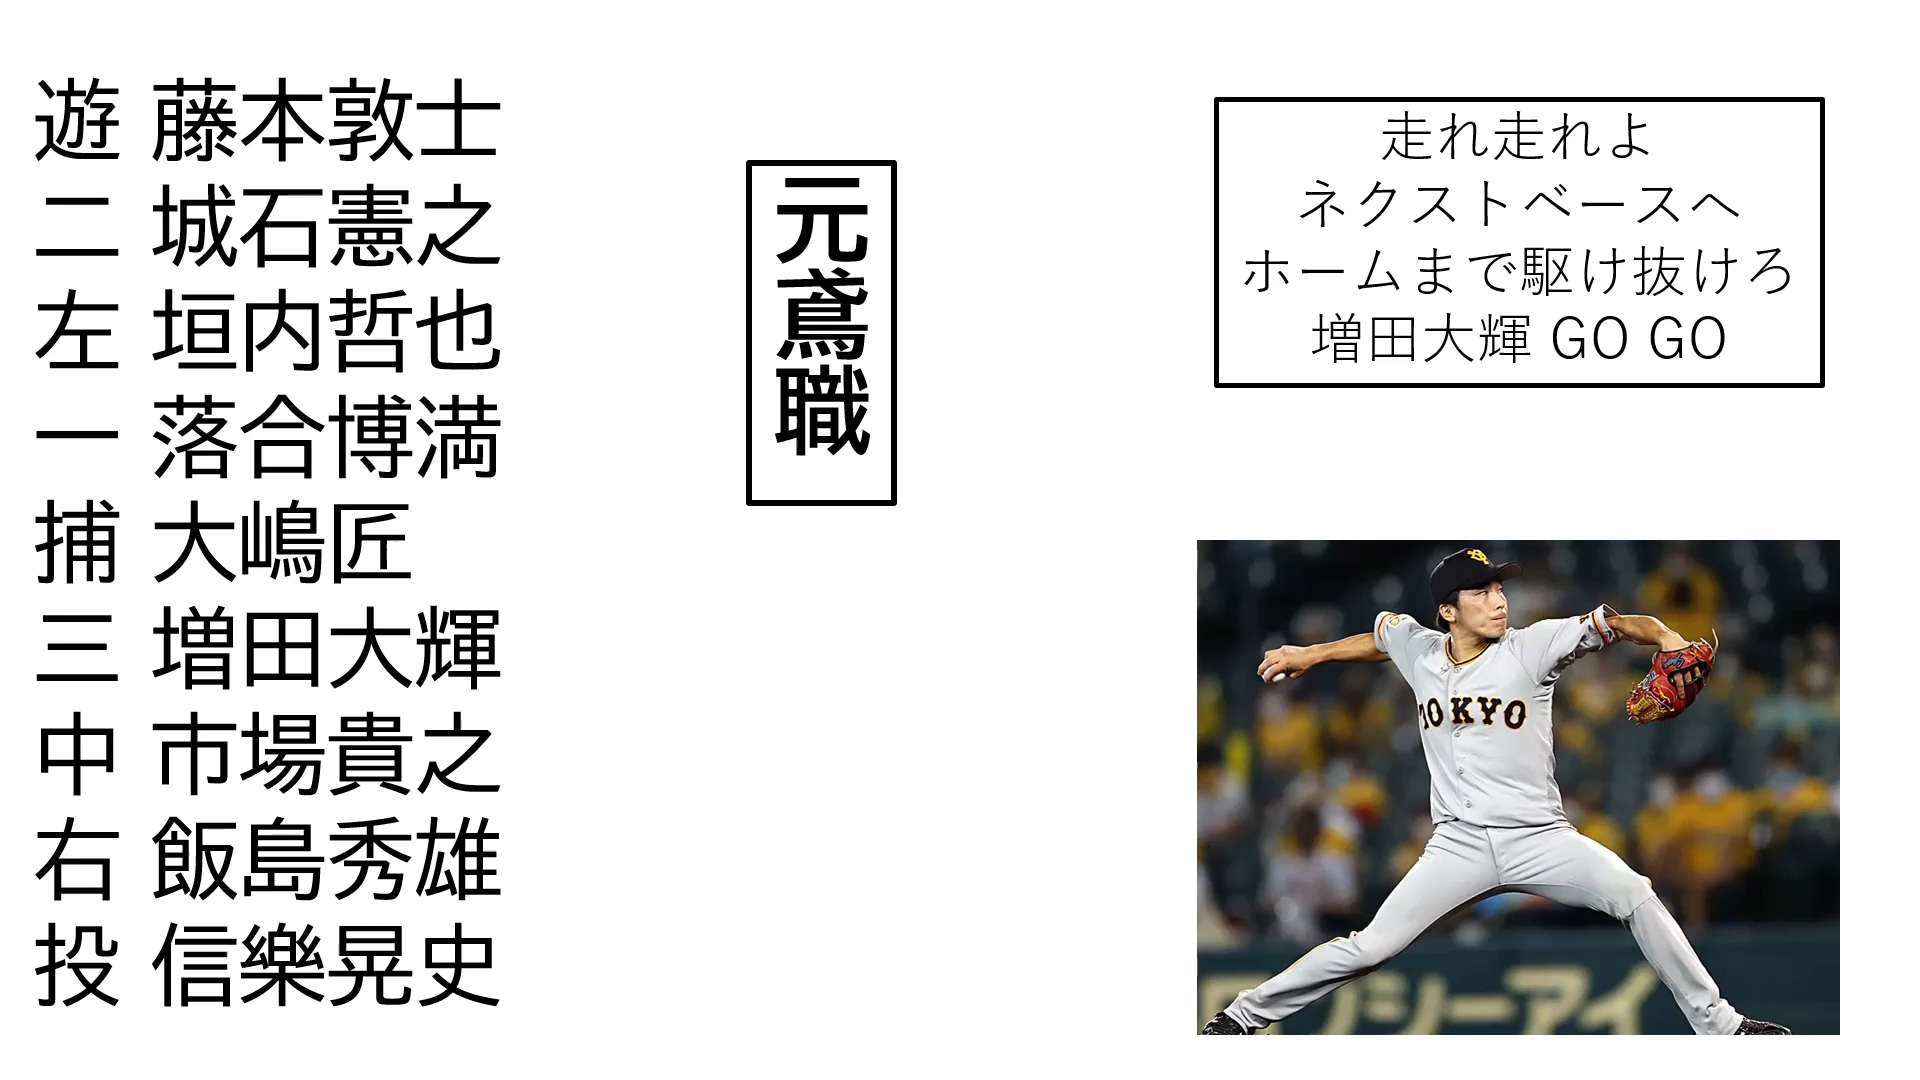 遊 藤本敦士
二 城石憲之
左 垣内哲也
一 落合博満
捕 大嶋匠
三 増田大輝
中 市場貴之
右 飯島秀雄
投 信樂晃史
元鳶職
走れ走れよ
ネクストベースへ
ホームまで駆け抜けろ
増田大輝 GO GO
TOKYO
シーアイ